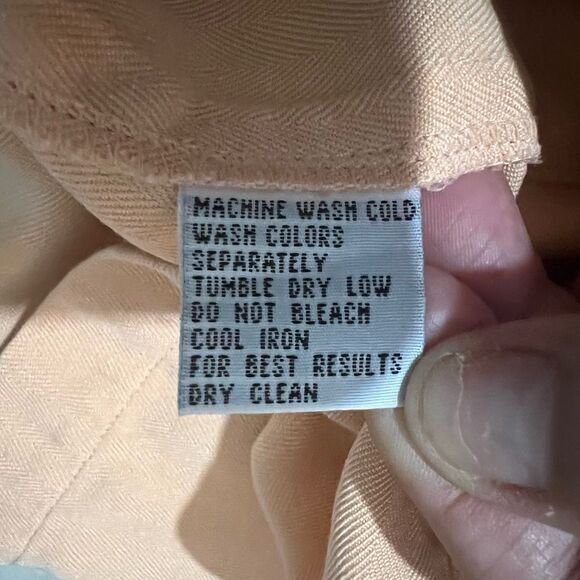 MACHINE WASH COLD
WASH COLORS
SEPARATELY
TUMBLE DRY LOW
DO NOT BLEACH
COOL IRON
FOR BEST RESULTS
DRY CLEAN